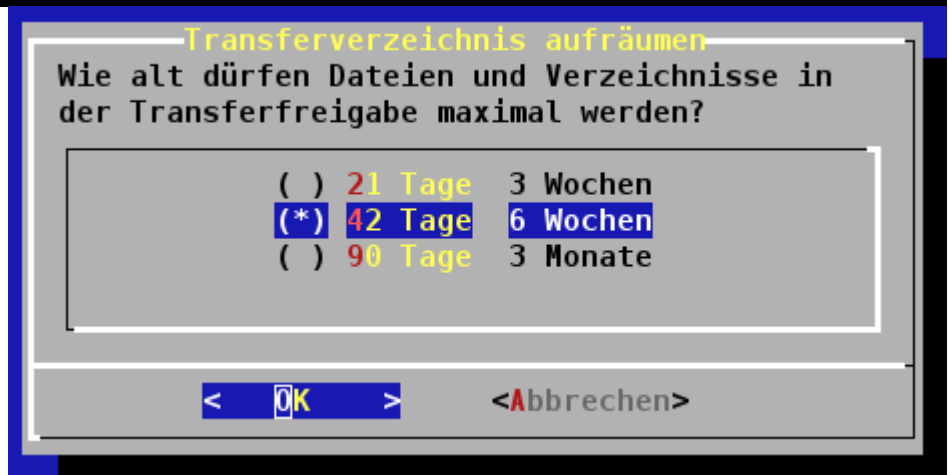 Transferverzeichnis aufräumen
Wie alt dürfen Dateien und Verzeichnisse in
der Transferfreigabe maximal werden?
( ) 21 Tage 3 Wochen
(*) 42 Tage 6 Wochen
( ) 90 Tage 3 Monate
< OK > <Abbrechen>